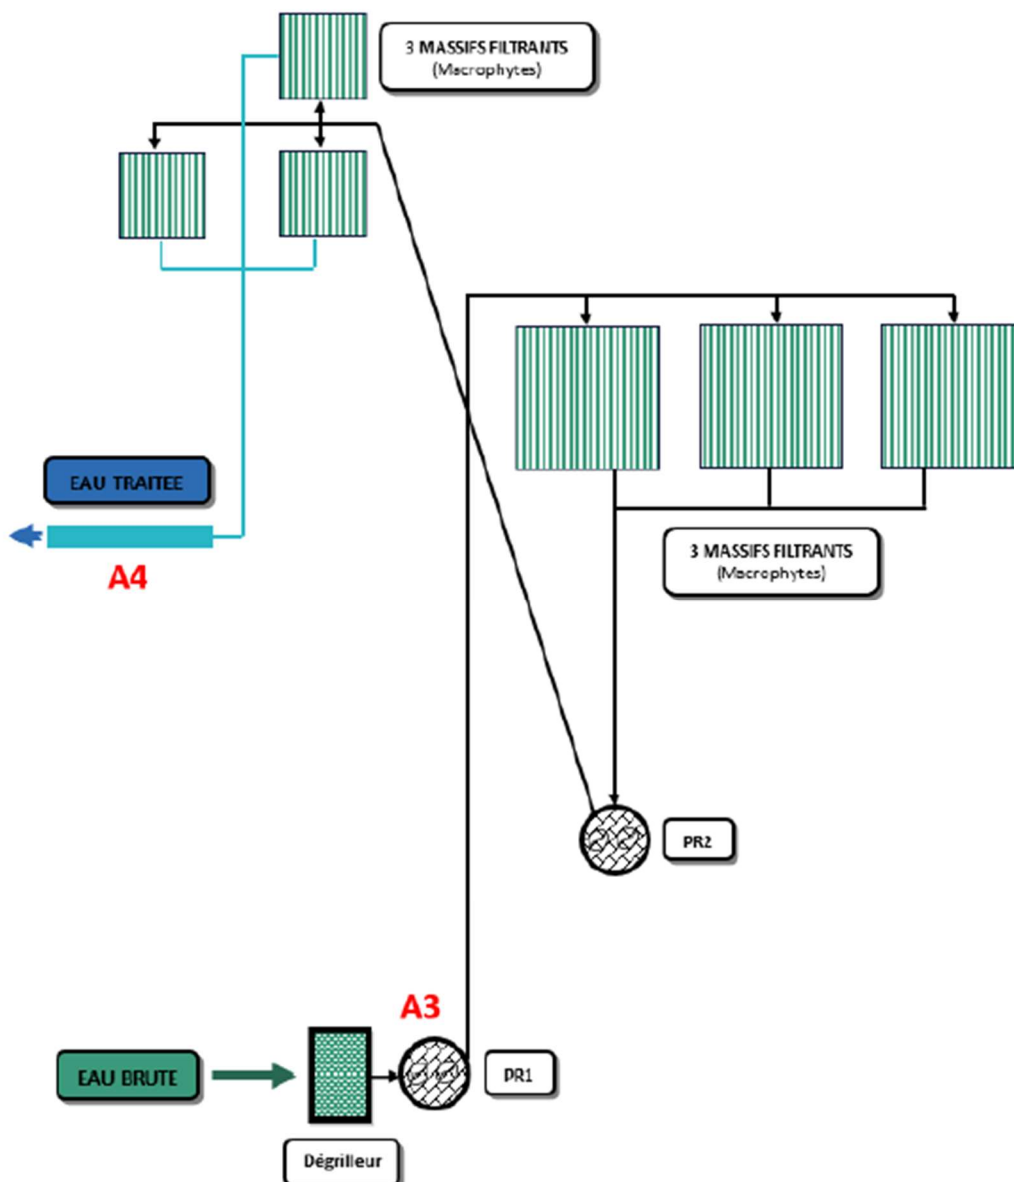 3 MASSIFS FILTRANTS
(Macrophytes)
EAU TRAITEE
A4
3 MASSIFS FILTRANTS
(Macrophytes)
PR2
A3
EAU BRUTE
PR1
Dégrilleur